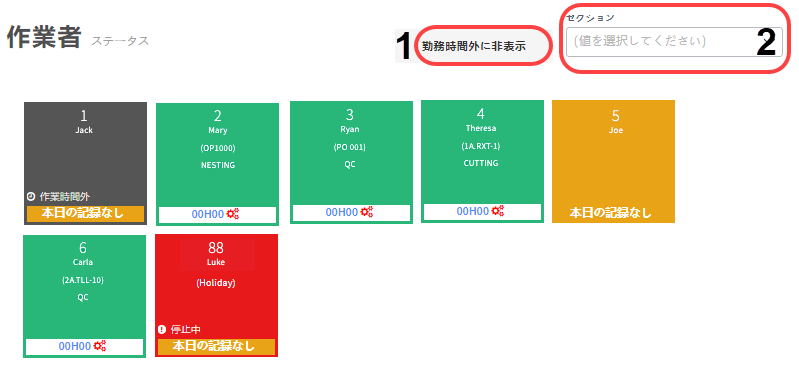 作業者 ステータス
1 勤務時間外に非表示
セクション
(値を選択してください) 2
1
Jack
作業時間外
本日の記録なし
2
Mary
(OP1000)
NESTING
00H00
3
Ryan
(PO 001)
QC
00H00
4
Theresa
(1A.RXT-1)
CUTTING
00H00
5
Joe
本日の記録なし
6
Carla
(2A.TLL-10)
QC
00H00
88
Luke
(Holiday)
停止中
本日の記録なし